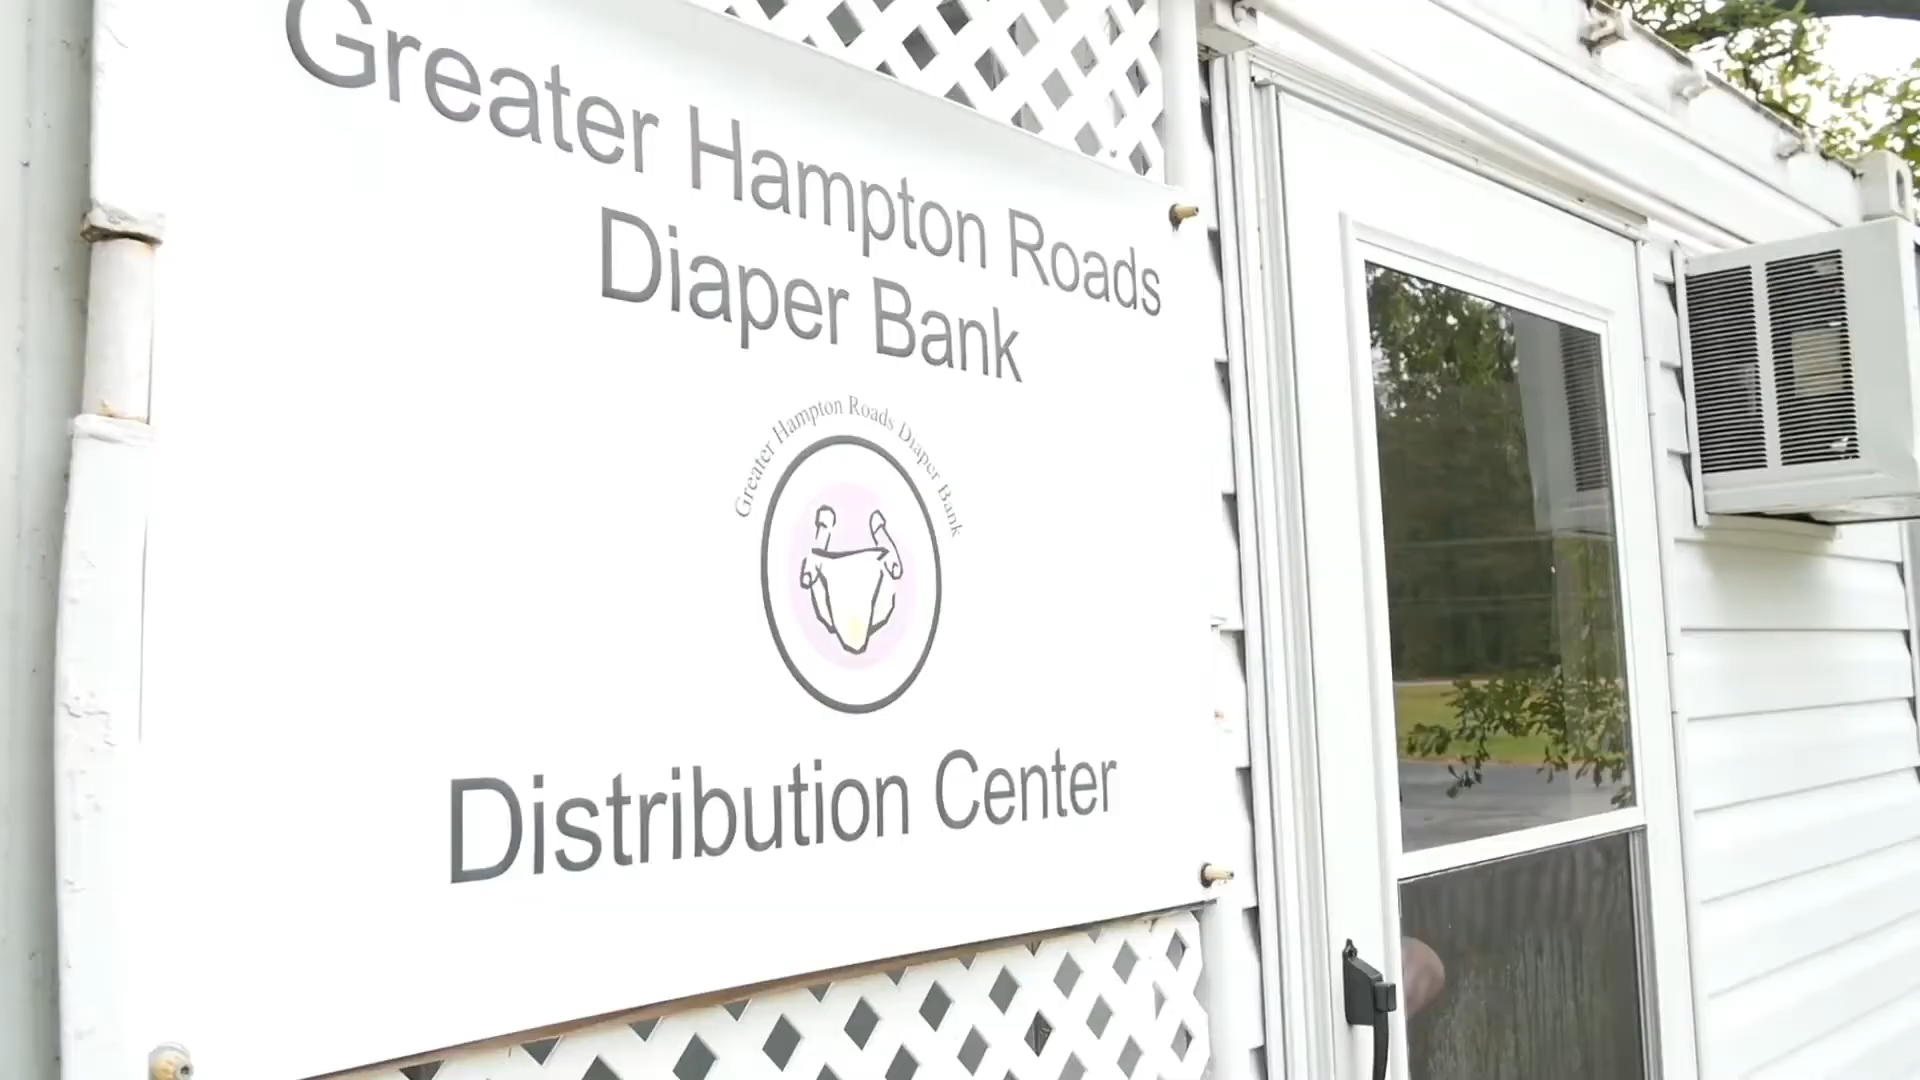 Greater Hampton Roads
Diaper Bank
Greater Hampton Roads Diaper Bank
Distribution Center